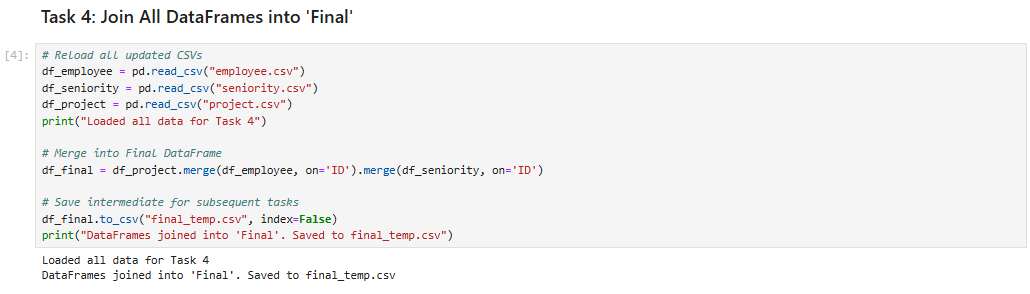 Task 4: Join All DataFrames into 'Final'
[4]:
# Reload all updated CSVs
df_employee = pd.read_csv("employee.csv")
df_seniority = pd.read_csv("seniority.csv")
df_project = pd.read_csv("project.csv")
print("Loaded all data for Task 4")
# Merge into Final DataFrame
df_final = df_project.merge(df_employee, on='ID').merge(df_seniority, on='ID')
# Save intermediate for subsequent tasks
df_final.to_csv("final_temp.csv", index=False)
print("DataFrames joined into 'Final'. Saved to final_temp.csv")
Loaded all data for Task 4
DataFrames joined into 'Final'. Saved to final_temp.csv